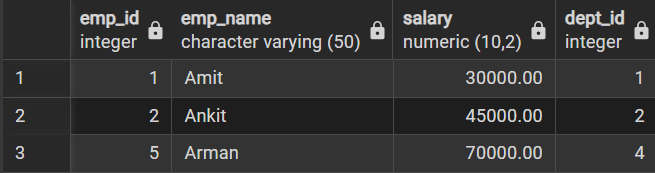 emp_id emp_name salary dept_id
integer character varying (50) numeric (10,2) integer
1 1 Amit 30000.00 1
2 2 Ankit 45000.00 2
3 5 Arman 70000.00 4